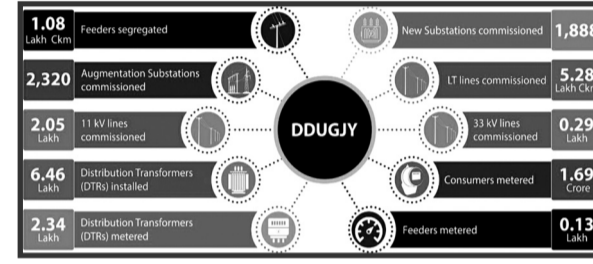 1.08
Lakh Ckm
Feeders segregated
2,320
Augmentation Substations
commissioned
2.05
Lakh
11 kV lines
commissioned
6.46
Lakh
Distribution Transformers
(DTRs) installed
2.34
Lakh
Distribution Transformers
(DTRs) metered
DDUGJY
New Substations commissioned
1,888
LT lines commissioned
5.28
Lakh
33 kV lines
commissioned
0.29
Lakh
Consumers metered
1.69
Crore
Feeders metered
0.13
Lakh